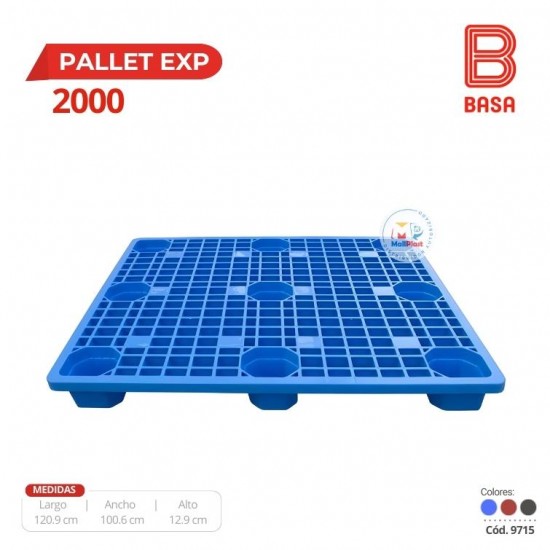 PALLET EXP
2000
BASA
MallPlast
MEDIDAS
Largo | Ancho | Alto
120.9 cm | 100.6 cm | 12.9 cm
Colores:
Cód. 9715